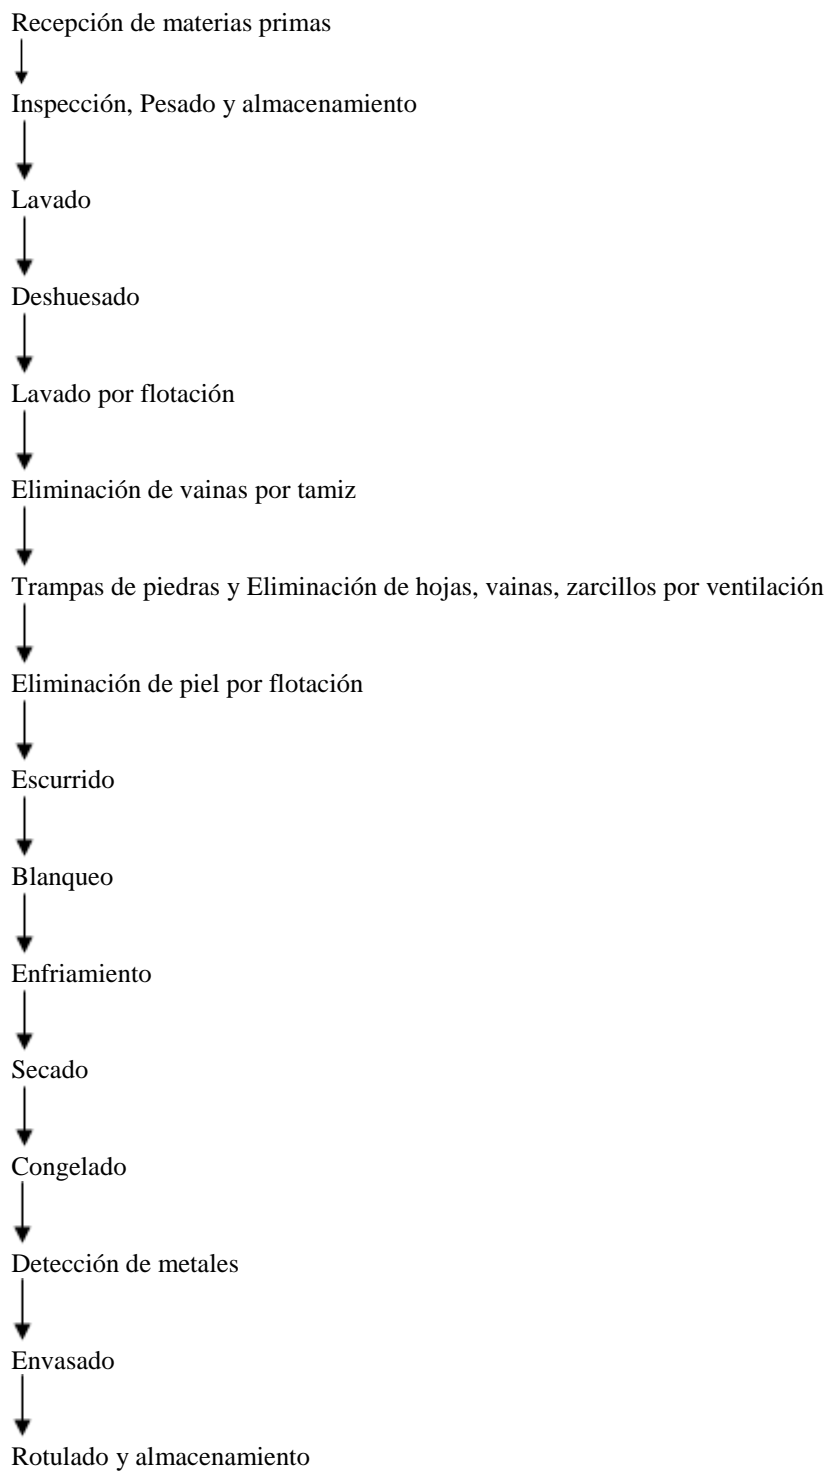 Recepción de materias primas
Inspección, Pesado y almacenamiento
Lavado
Deshuesado
Lavado por flotación
Eliminación de vainas por tamiz
Trampas de piedras y Eliminación de hojas, vainas, zarcillos por ventilación
Eliminación de piel por flotación
Escurrido
Blanqueo
Enfriamiento
Secado
Congelado
Detección de metales
Envasado
Rotulado y almacenamiento